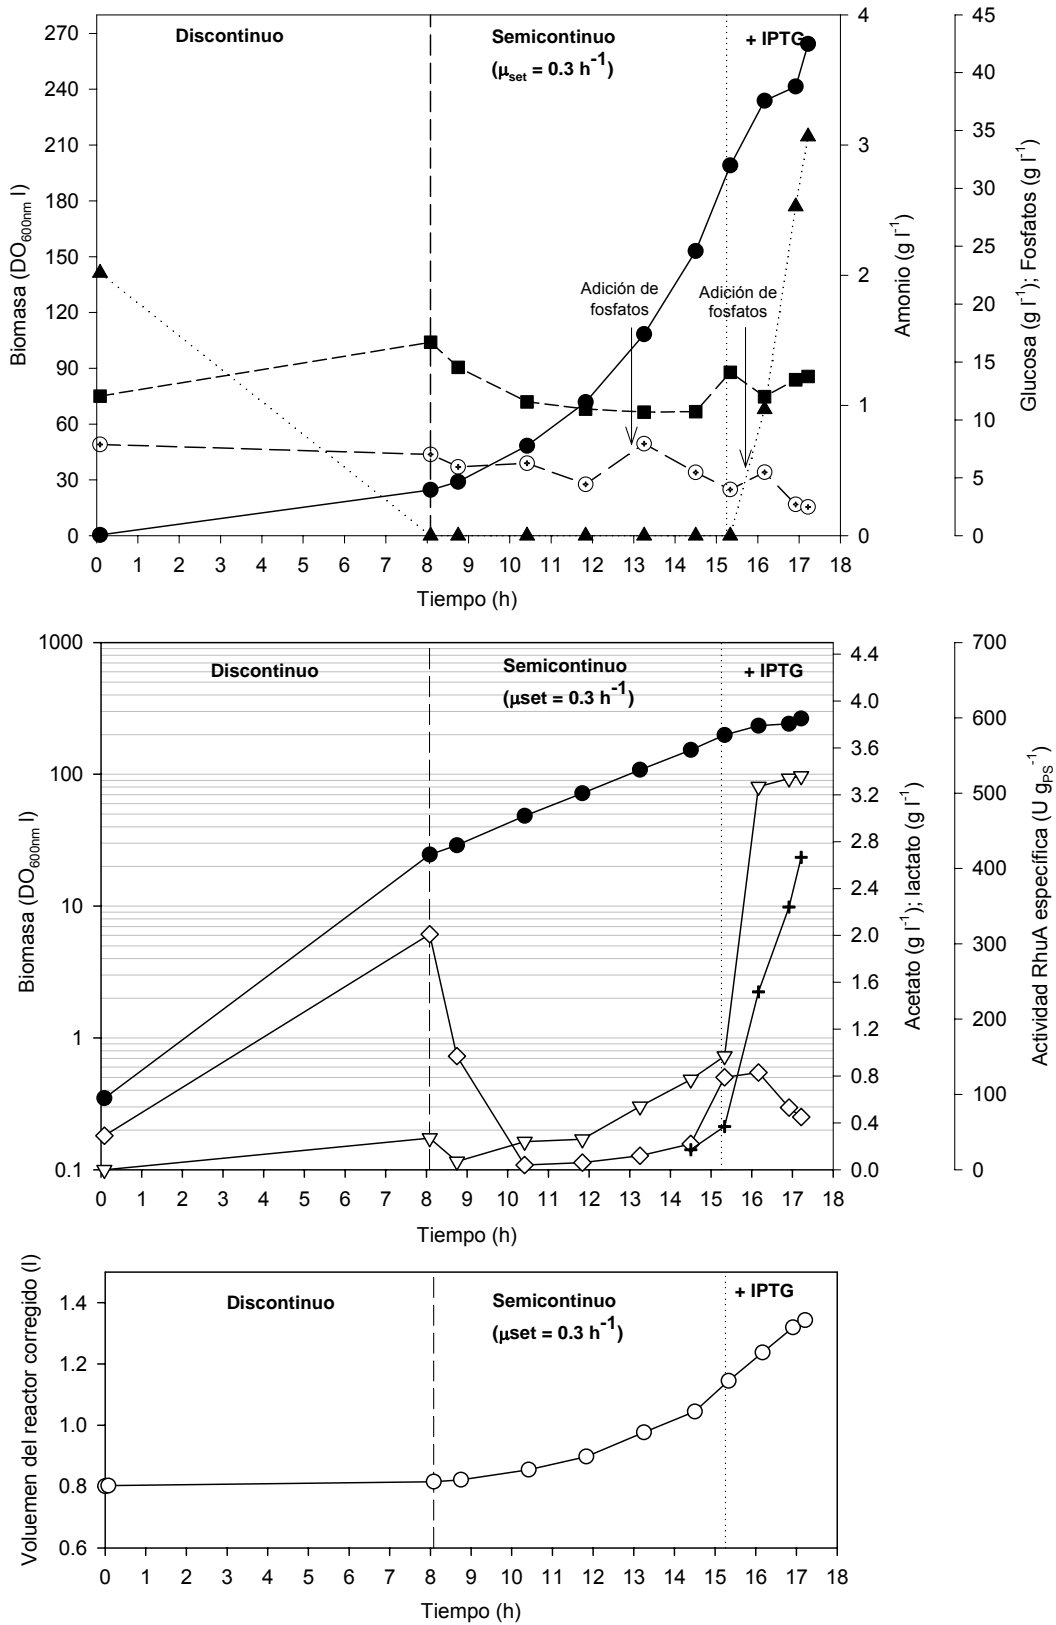 Discontinuo
Semicontinuo
(μset = 0.3 h-1)
+ IPTG
Biomasa (DO600nm l)
270
240
210
180
150
120
90
60
30
0
4
3
2
1
0
Amonio (g l-1)
45
40
35
30
25
20
15
10
5
0
Glucosa (g l-1); Fosfatos (g l-1)
Adición de
fosfatos
Adición de
fosfatos
0 1 2 3 4 5 6 7 8 9 10 11 12 13 14 15 16 17 18
Tiempo (h)
Discontinuo
Semicontinuo
(μset = 0.3 h-1)
+ IPTG
Biomasa (DO600nm l)
1000
100
10
1
0.1
4.4
4.0
3.6
3.2
2.8
2.4
2.0
1.6
1.2
0.8
0.4
0.0
Acetato (g l-1); lactato (g l-1)
700
600
500
400
300
200
100
0
Actividad RhuA específica (U gPS-1)
0 1 2 3 4 5 6 7 8 9 10 11 12 13 14 15 16 17 18
Tiempo (h)
Discontinuo
Semicontinuo
(μset = 0.3 h-1)
+ IPTG
Voluemen del reactor corregido (l)
1.4
1.2
1.0
0.8
0.6
0 1 2 3 4 5 6 7 8 9 10 11 12 13 14 15 16 17 18
Tiempo (h)